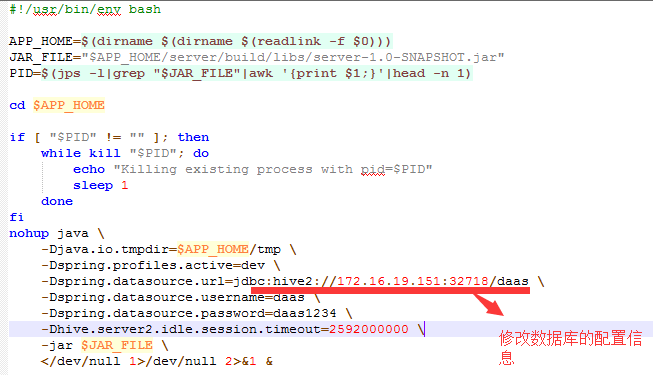 #!/usr/bin/env bash

APP_HOME=$(dirname $(dirname $(readlink -f $0)))
JAR_FILE="$APP_HOME/server/build/libs/server-1.0-SNAPSHOT.jar"
PID=$(jps -l|grep "$JAR_FILE"|awk '{print $1;}'|head -n 1)

cd $APP_HOME

if [ "$PID" != "" ]; then
    while kill "$PID"; do
        echo "Killing existing process with pid=$PID"
        sleep 1
    done
fi
nohup java \
    -Djava.io.tmpdir=$APP_HOME/tmp \
    -Dspring.profiles.active=dev \
    -Dspring.datasource.url=jdbc:hive2://172.16.19.151:32718/daas \
    -Dspring.datasource.username=daas \
    -Dspring.datasource.password=daas1234 \
    -Dhive.server2.idle.session.timeout=2592000000 \
    -jar $JAR_FILE \
    </dev/null 1>/dev/null 2>&1 &
修改数据库的配置信
息